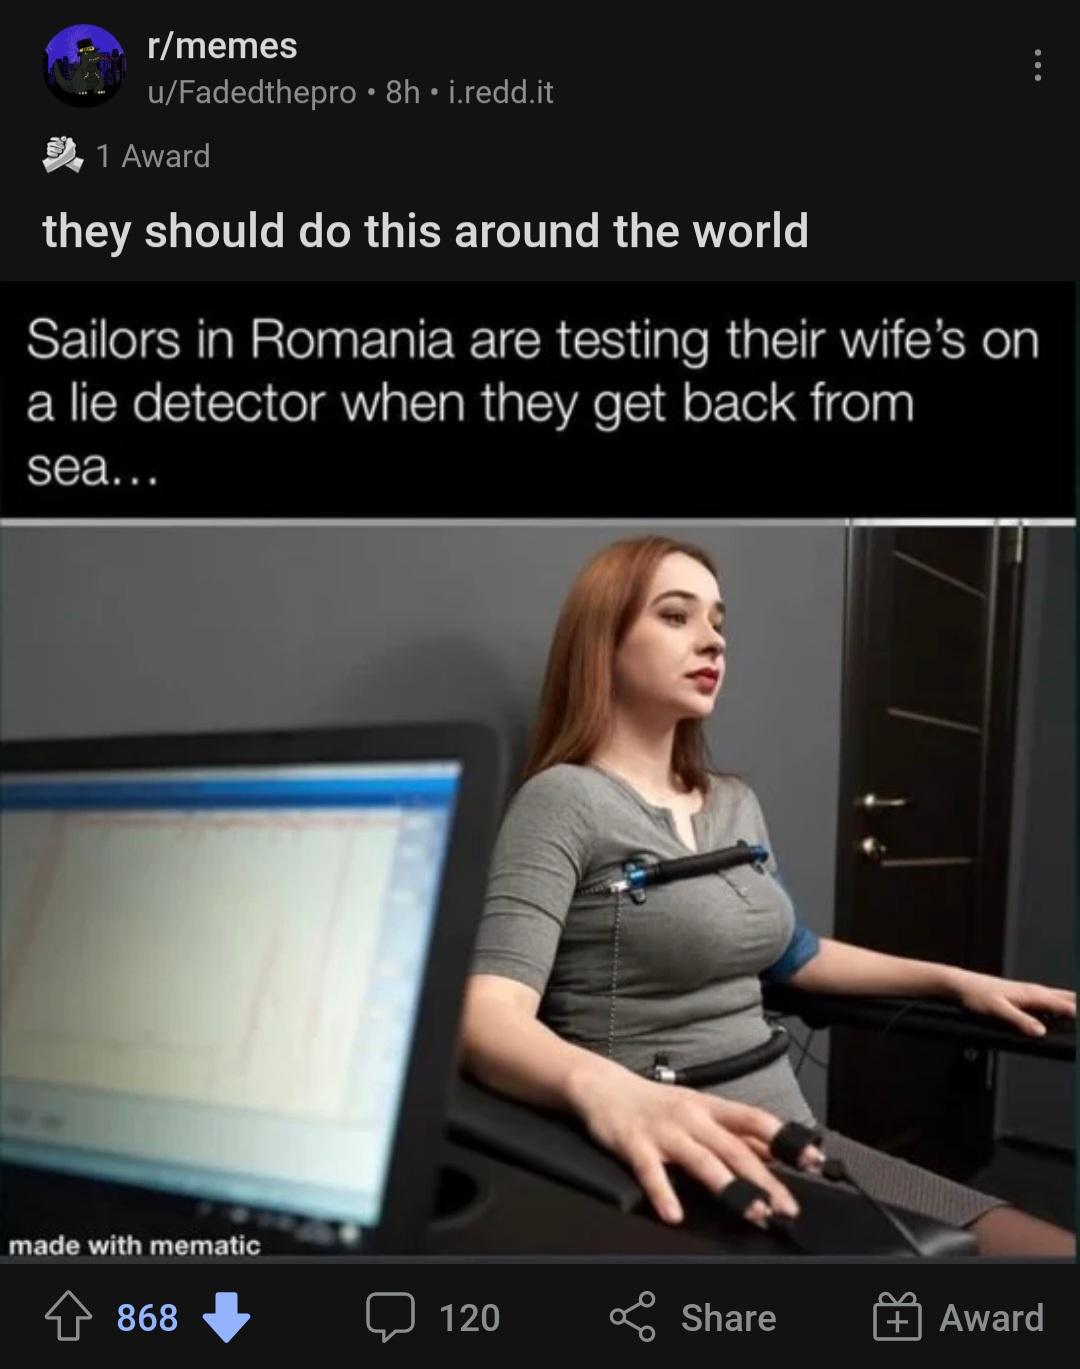 r/memes
u/Fadedthepro • 8h • i.redd.it
1 Award
they should do this around the world
Sailors in Romania are testing their wife's on
a lie detector when they get back from
sea...
made with mematic
868
120
Share
Award